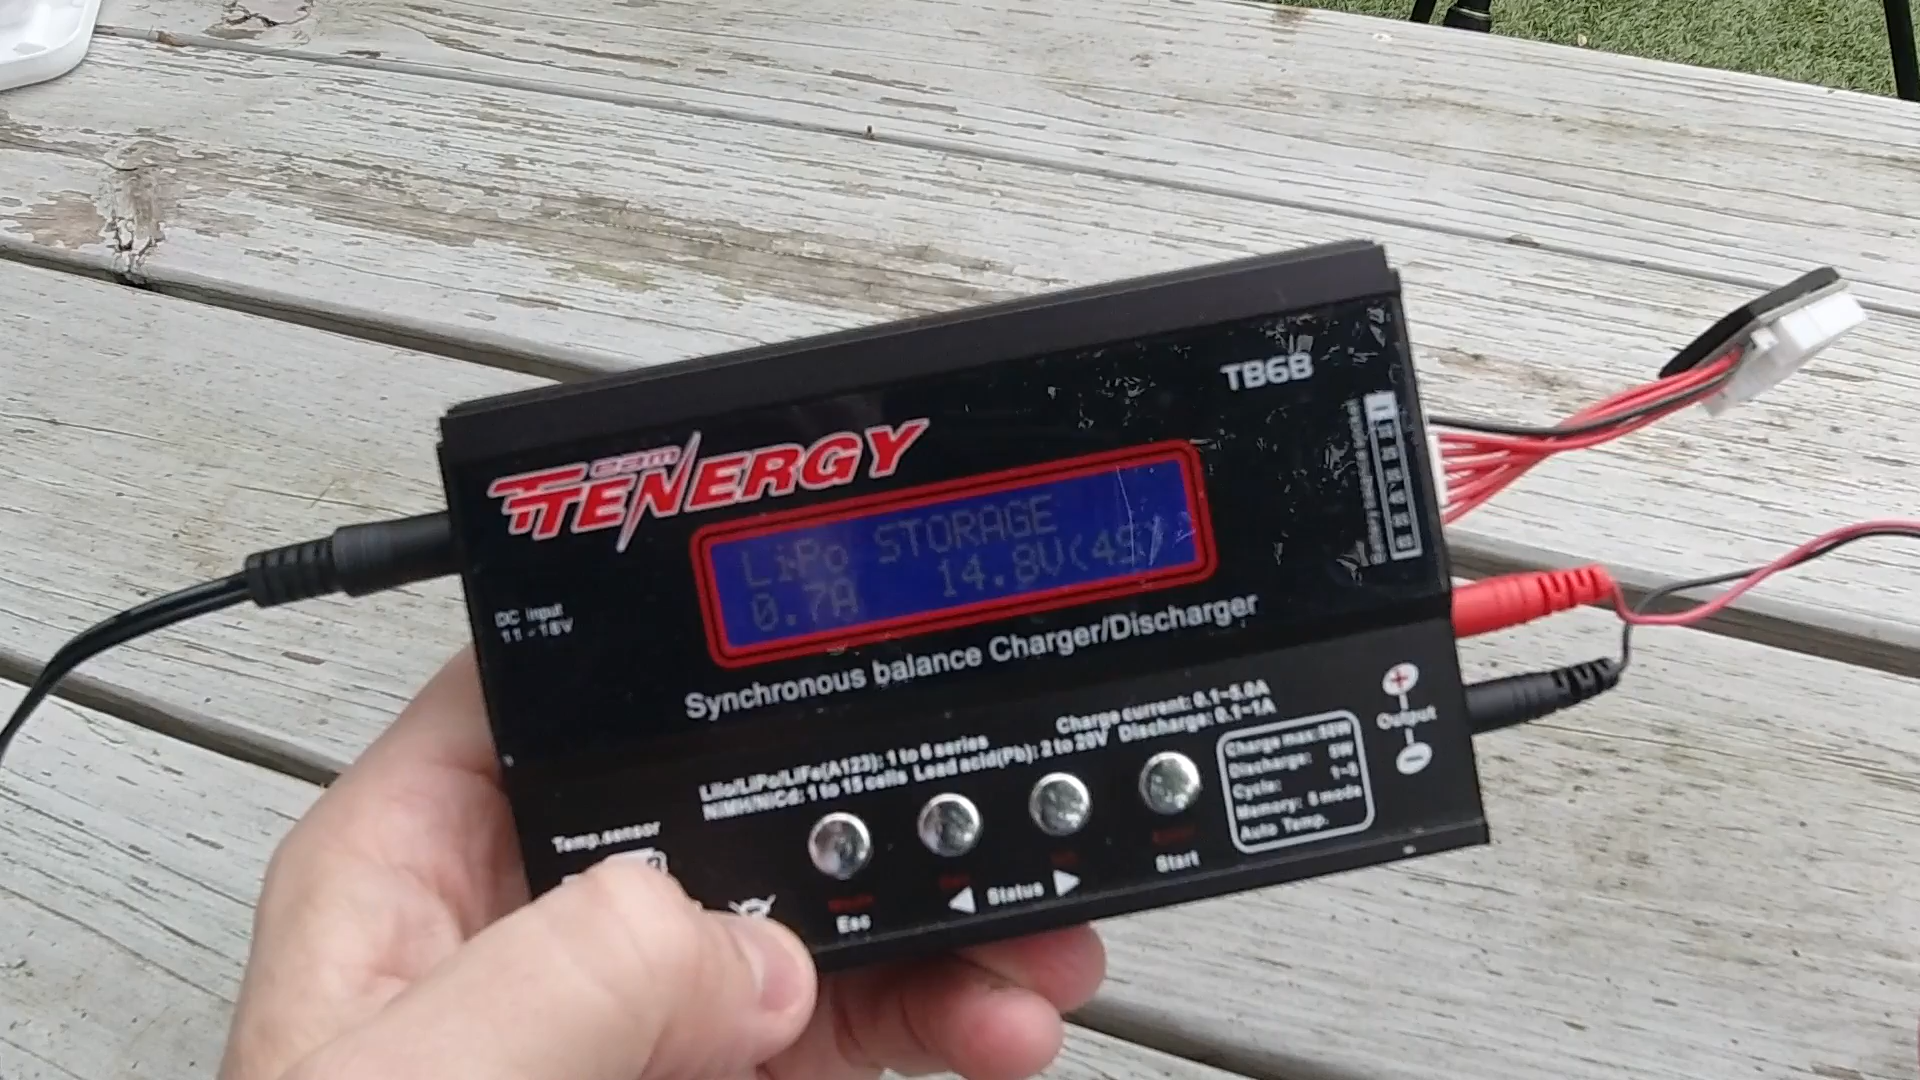 TB6B
Team
TENERGY
LiPo STORAGE
0.7A 14.8V(4S)
DC input
11 - 18V
Synchronous balance Charger/Discharger
Charge current: 0.1~5.0A
LiIo/LiPo/LiFe(A123): 1 to 6 series
Discharge: 0.1~1A
NiMH/NiCd: 1 to 15 cells Lead acid(Pb): 2 to 20V
+
Output
−
Charge max: 50W
Discharge: 5W
Cycle: 1~5
Memory: 5 mode
Auto Temp.
Temp.sensor
Esc
◀ Status ▶
Start